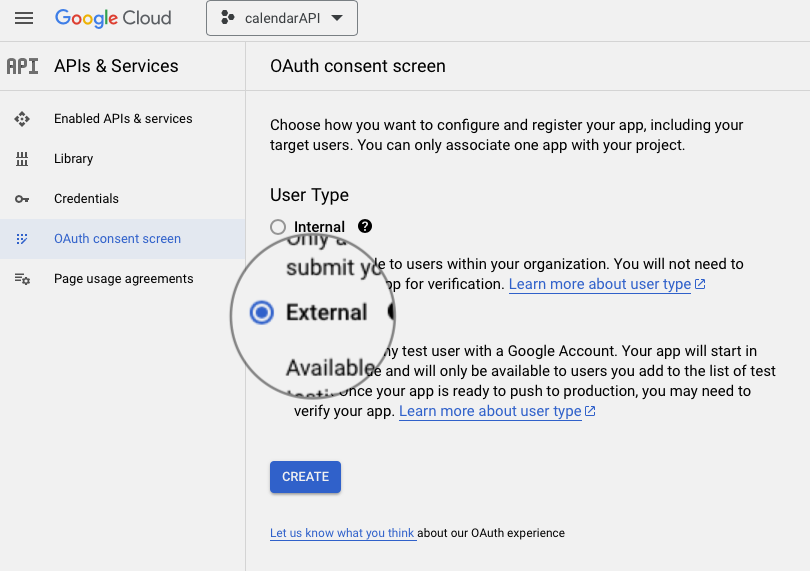 Google Cloud
calendarAPI
API
APIs & Services
OAuth consent screen
Enabled APIs & services
Library
Credentials
OAuth consent screen
Page usage agreements
Choose how you want to configure and register your app, including your
target users. You can only associate one app with your project.
User Type
Internal
Only a
submit yo
le to users within your organization. You will not need to
pp for verification. Learn more about user type
External
Available
ny test user with a Google Account. Your app will start in
e and will only be available to users you add to the list of test
Once your app is ready to push to production, you may need to
verify your app. Learn more about user type
CREATE
Let us know what you think about our OAuth experience